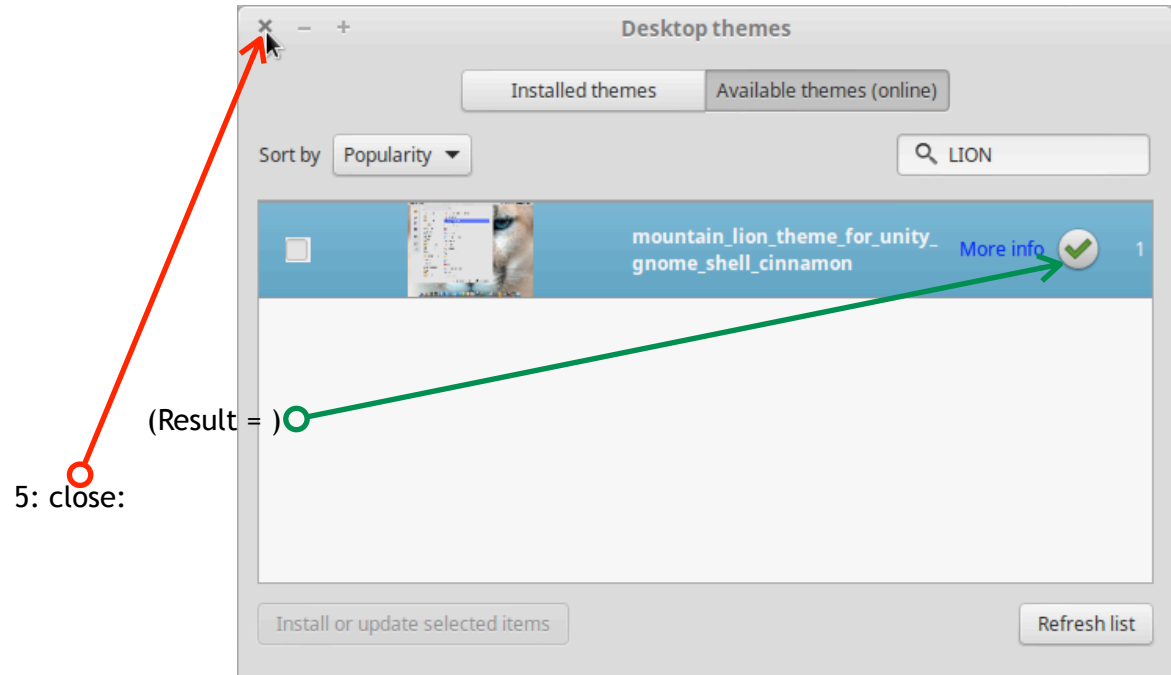 Desktop themes
Installed themes
Available themes (online)
Sort by
Popularity
LION
mountain_lion_theme_for_unity_
gnome_shell_cinnamon
More info
1
(Result = )
5: close:
Install or update selected items
Refresh list